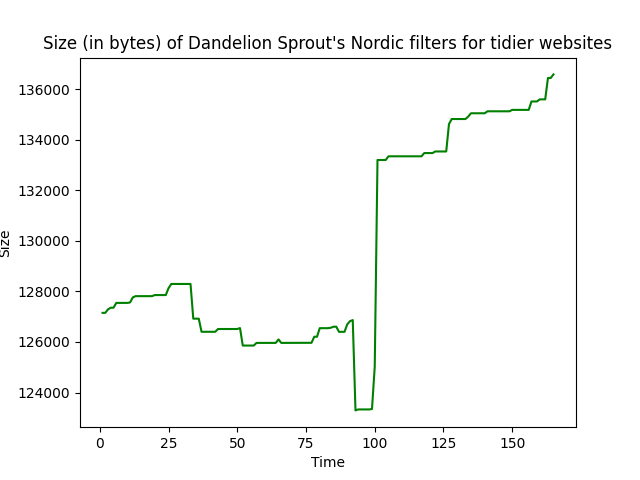 Size (in bytes) of Dandelion Sprout's Nordic filters for tidier websites
136000
134000
132000
130000
128000
126000
124000
Size
0 25 50 75 100 125 150
Time